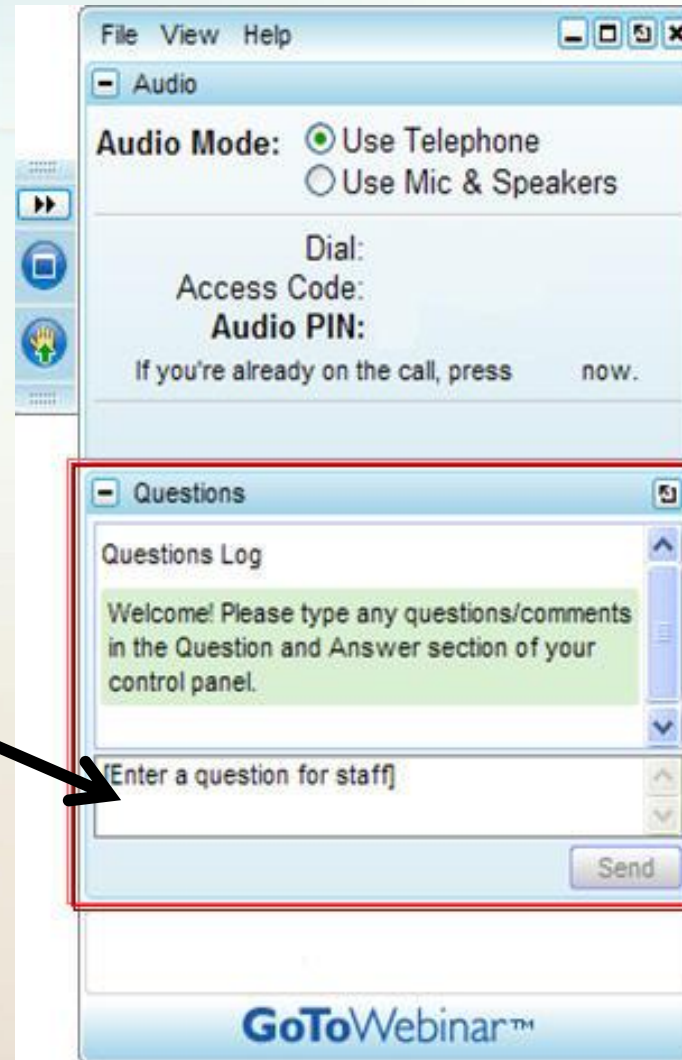 File View Help
Audio
Audio Mode: Use Telephone
Use Mic & Speakers
Dial:
Access Code:
Audio PIN:
If you're already on the call, press now.
Questions
Questions Log
Welcome! Please type any questions/comments
in the Question and Answer section of your
control panel.
[Enter a question for staff]
Send
GoToWebinar™